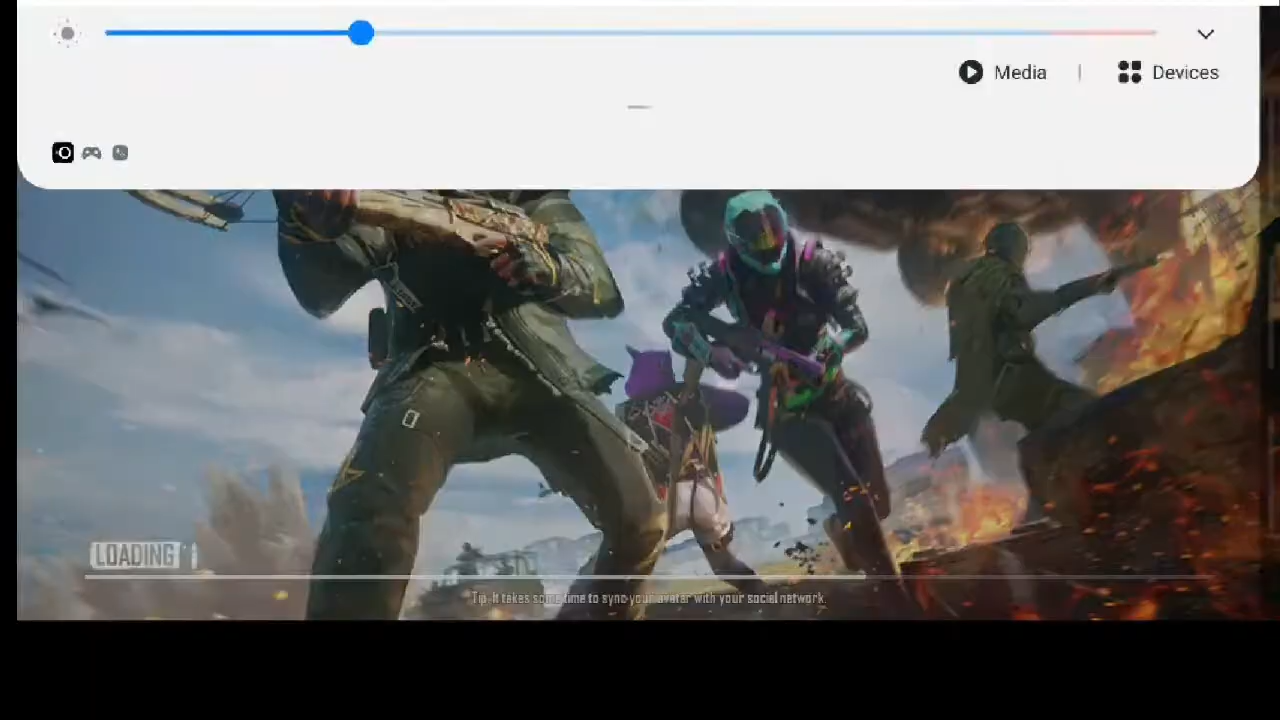 Media | Devices
LOADING
Tip. It takes some time to sync your avatar with your social network.